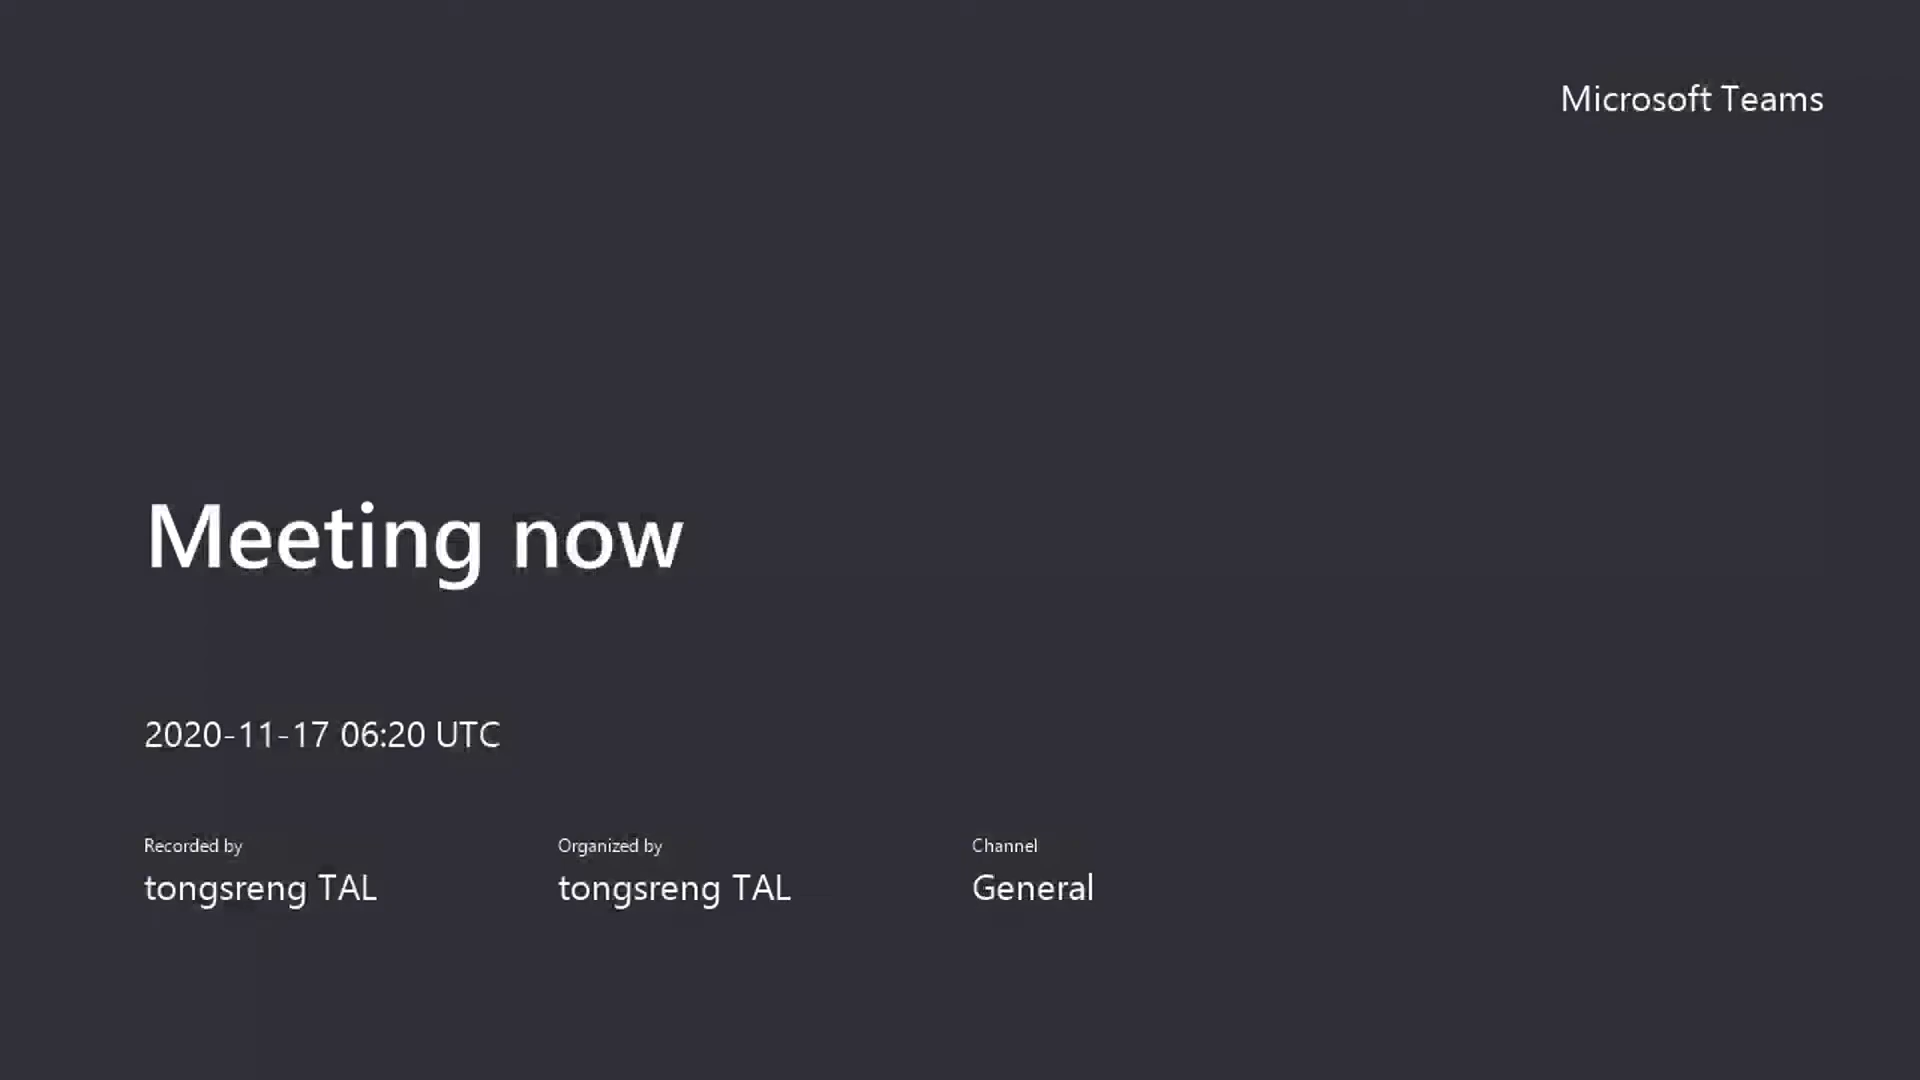 Microsoft Teams
Meeting now
2020-11-17 06:20 UTC
Recorded by
tongsreng TAL
Organized by
tongsreng TAL
Channel
General